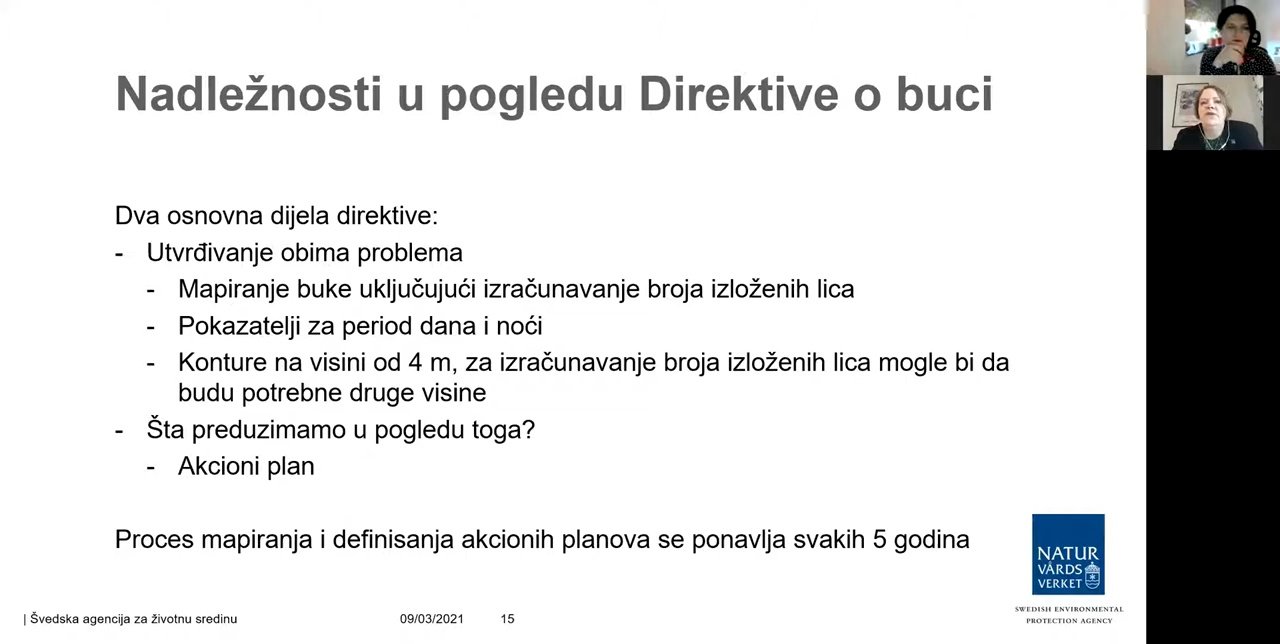 Nadležnosti u pogledu Direktive o buci
Dva osnovna dijela direktive:
- Utvrđivanje obima problema
- Mapiranje buke uključujući izračunavanje broja izloženih lica
- Pokazatelji za period dana i noći
- Konture na visini od 4 m, za izračunavanje broja izloženih lica mogle bi da
budu potrebne druge visine
- Šta preduzimamo u pogledu toga?
- Akcioni plan
Proces mapiranja i definisanja akcionih planova se ponavlja svakih 5 godina
NATUR
VÅRDS
VERKET
SWEDISH ENVIRONMENTAL
PROTECTION AGENCY
| Švedska agencija za životnu sredinu 09/03/2021 15